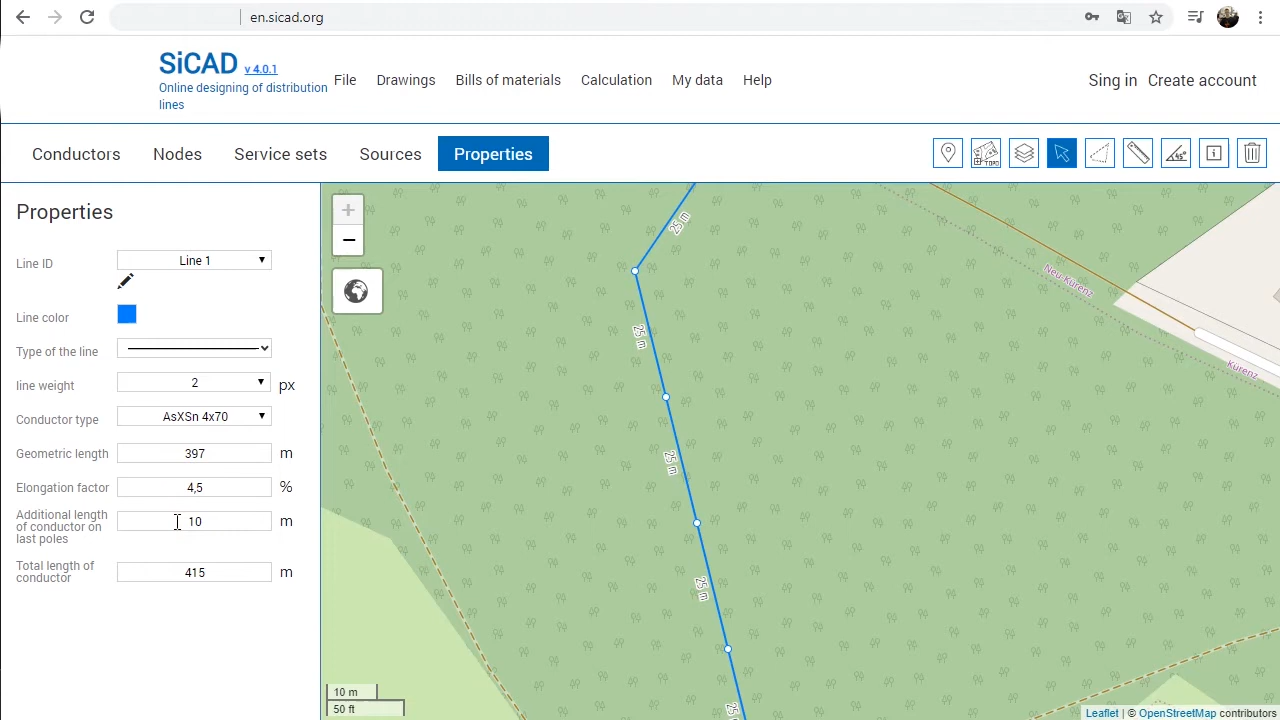 en.sicad.org
SiCAD v 4.0.1
Online designing of distribution
lines
File Drawings Bills of materials Calculation My data Help
Sing in Create account
Conductors Nodes Service sets Sources Properties
TOPO
45°
Properties
Line ID Line 1
Line color
Type of the line
line weight 2 px
Conductor type AsXSn 4x70
Geometric length 397 m
Elongation factor 4,5 %
Additional length
of conductor on
last poles
10 m
Total length of
conductor
415 m
+
−
25 m
25 m
25 m
25 m
Neu-Kurenz
Kurenz
10 m
50 ft
Leaflet | © OpenStreetMap contributors